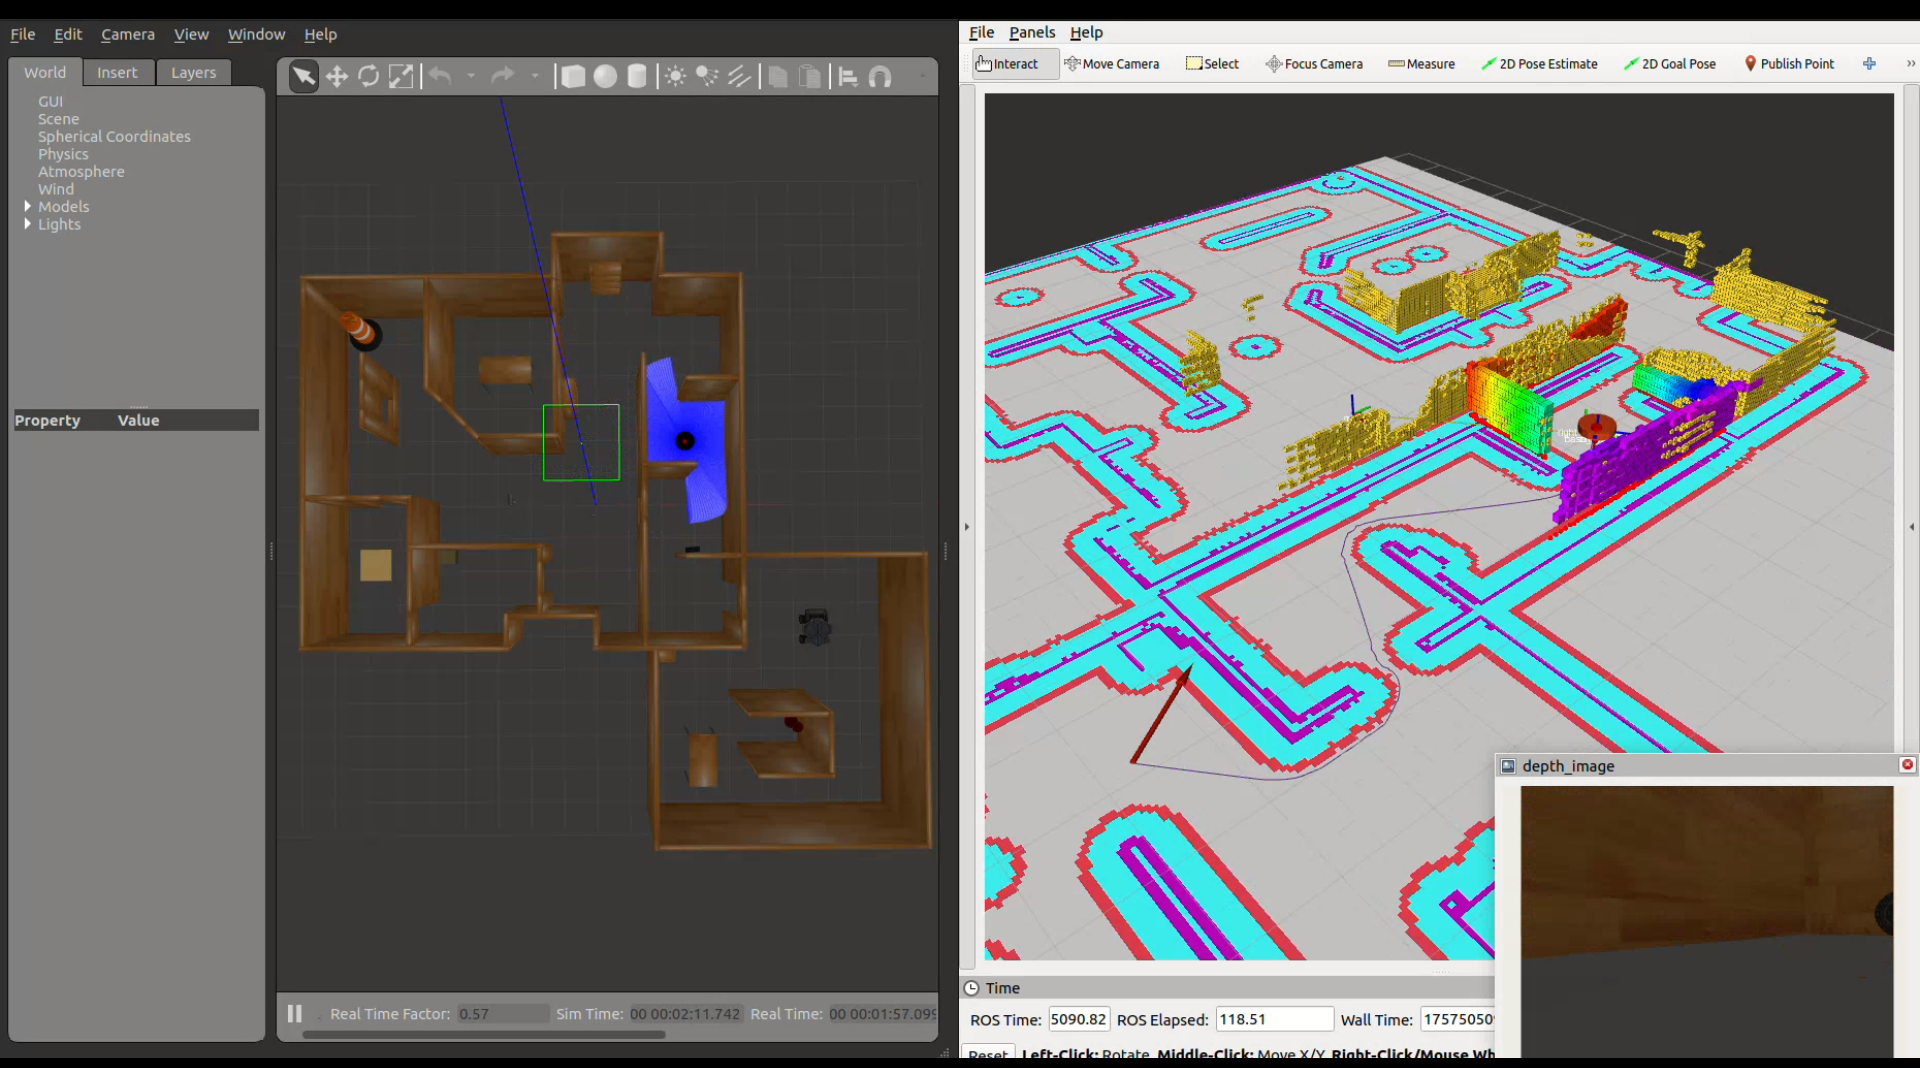 File Edit Camera View Window Help
World Insert Layers
GUI
Scene
Spherical Coordinates
Physics
Atmosphere
Wind
Models
Lights
Property Value
Real Time Factor: 0.57 Sim Time: 00 00:02:11.742 Real Time: 00 00:01:57.099
File Panels Help
Interact Move Camera Select Focus Camera Measure 2D Pose Estimate 2D Goal Pose Publish Point
depth_image
Time
ROS Time: 5090.82 ROS Elapsed: 118.51 Wall Time: 175750509
Reset Left-Click: Rotate. Middle-Click: Move X/Y. Right-Click/Mouse Wh